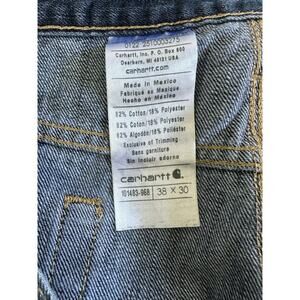 0122 2510003275
Carhartt, Inc. P.O. Box 600
Dearborn, MI 48121 USA
carhartt.com
Made in Mexico
Fabriqué au Mexique
Hecho en México
82% Cotton/18% Polyester
82% Coton/18% Polyester
82% Algodón/18% Poliéster
Exclusive of Trimming
Sans garniture
Sin incluir adorno
carhartt
101483-968 38 X 30